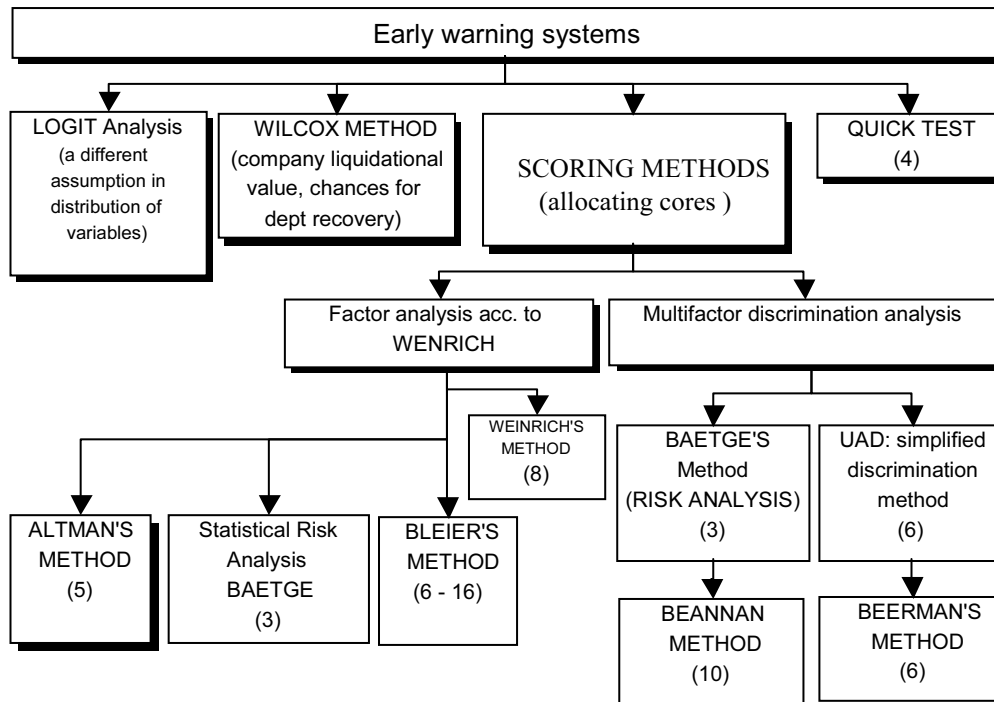 Early warning systems
LOGIT Analysis
(a different
assumption in
distribution of
variables)
WILCOX METHOD
(company liquidational
value, chances for
dept recovery)
SCORING METHODS
(allocating cores )
QUICK TEST
(4)
Factor analysis acc. to
WENRICH
Multifactor discrimination analysis
WEINRICH'S
METHOD
(8)
BAETGE'S
Method
(RISK ANALYSIS)
(3)
UAD: simplified
discrimination
method
(6)
ALTMAN'S
METHOD
(5)
Statistical Risk
Analysis
BAETGE
(3)
BLEIER'S
METHOD
(6 - 16)
BEANNAN
METHOD
(10)
BEERMAN'S
METHOD
(6)